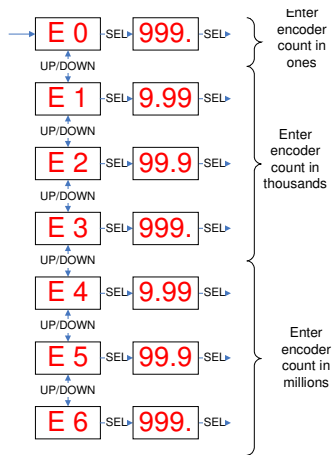 E 0 SEL 999. SEL
UP/DOWN
E 1 SEL 9.99 SEL
UP/DOWN
E 2 SEL 99.9 SEL
UP/DOWN
E 3 SEL 999. SEL
UP/DOWN
E 4 SEL 9.99 SEL
UP/DOWN
E 5 SEL 99.9 SEL
UP/DOWN
E 6 SEL 999. SEL
Enter
encoder
count in
ones
Enter
encoder
count in
thousands
Enter
encoder
count in
millions